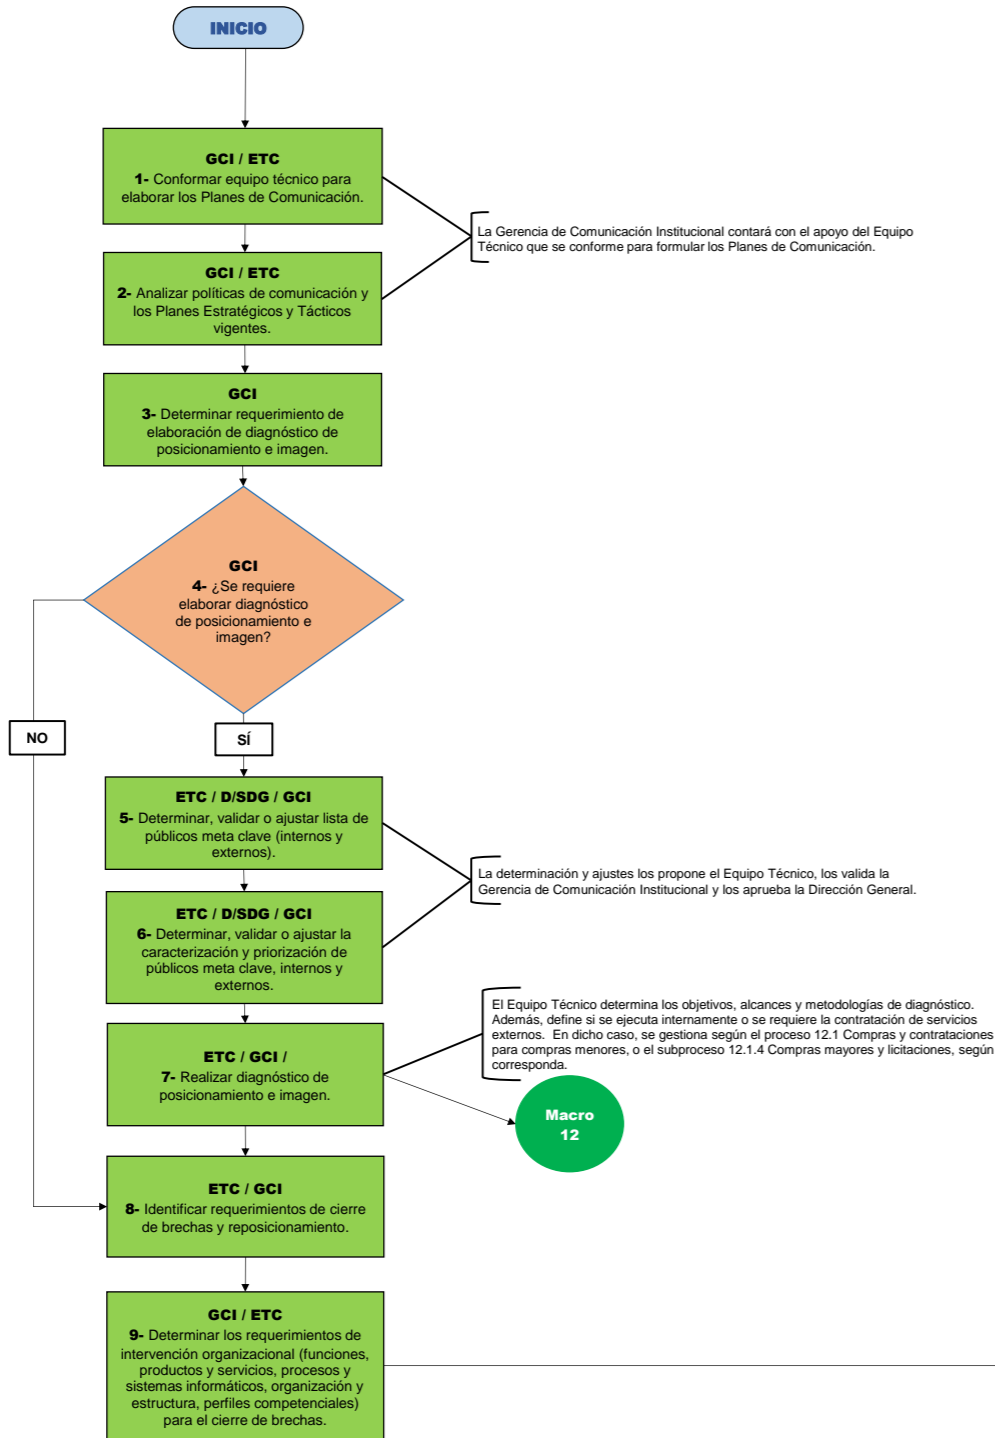 INICIO
GCI / ETC
1- Conformar equipo técnico para
elaborar los Planes de Comunicación.
La Gerencia de Comunicación Institucional contará con el apoyo del Equipo
Técnico que se conforme para formular los Planes de Comunicación.
GCI / ETC
2- Analizar políticas de comunicación y
los Planes Estratégicos y Tácticos
vigentes.
GCI
3- Determinar requerimiento de
elaboración de diagnóstico de
posicionamiento e imagen.
GCI
4- ¿Se requiere
elaborar diagnóstico
de posicionamiento e
imagen?
NO
SÍ
ETC / D/SDG / GCI
5- Determinar, validar o ajustar lista de
públicos meta clave (internos y
externos).
La determinación y ajustes los propone el Equipo Técnico, los valida la
Gerencia de Comunicación Institucional y los aprueba la Dirección General.
ETC / D/SDG / GCI
6- Determinar, validar o ajustar la
caracterización y priorización de
públicos meta clave, internos y
externos.
El Equipo Técnico determina los objetivos, alcances y metodologías de diagnóstico.
Además, define si se ejecuta internamente o se requiere la contratación de servicios
externos. En dicho caso, se gestiona según el proceso 12.1 Compras y contrataciones
para compras menores, o el subproceso 12.1.4 Compras mayores y licitaciones, según
corresponda.
ETC / GCI /
7- Realizar diagnóstico de
posicionamiento e imagen.
Macro
12
ETC / GCI
8- Identificar requerimientos de cierre
de brechas y reposicionamiento.
GCI / ETC
9- Determinar los requerimientos de
intervención organizacional (funciones,
productos y servicios, procesos y
sistemas informáticos, organización y
estructura, perfiles competenciales)
para el cierre de brechas.